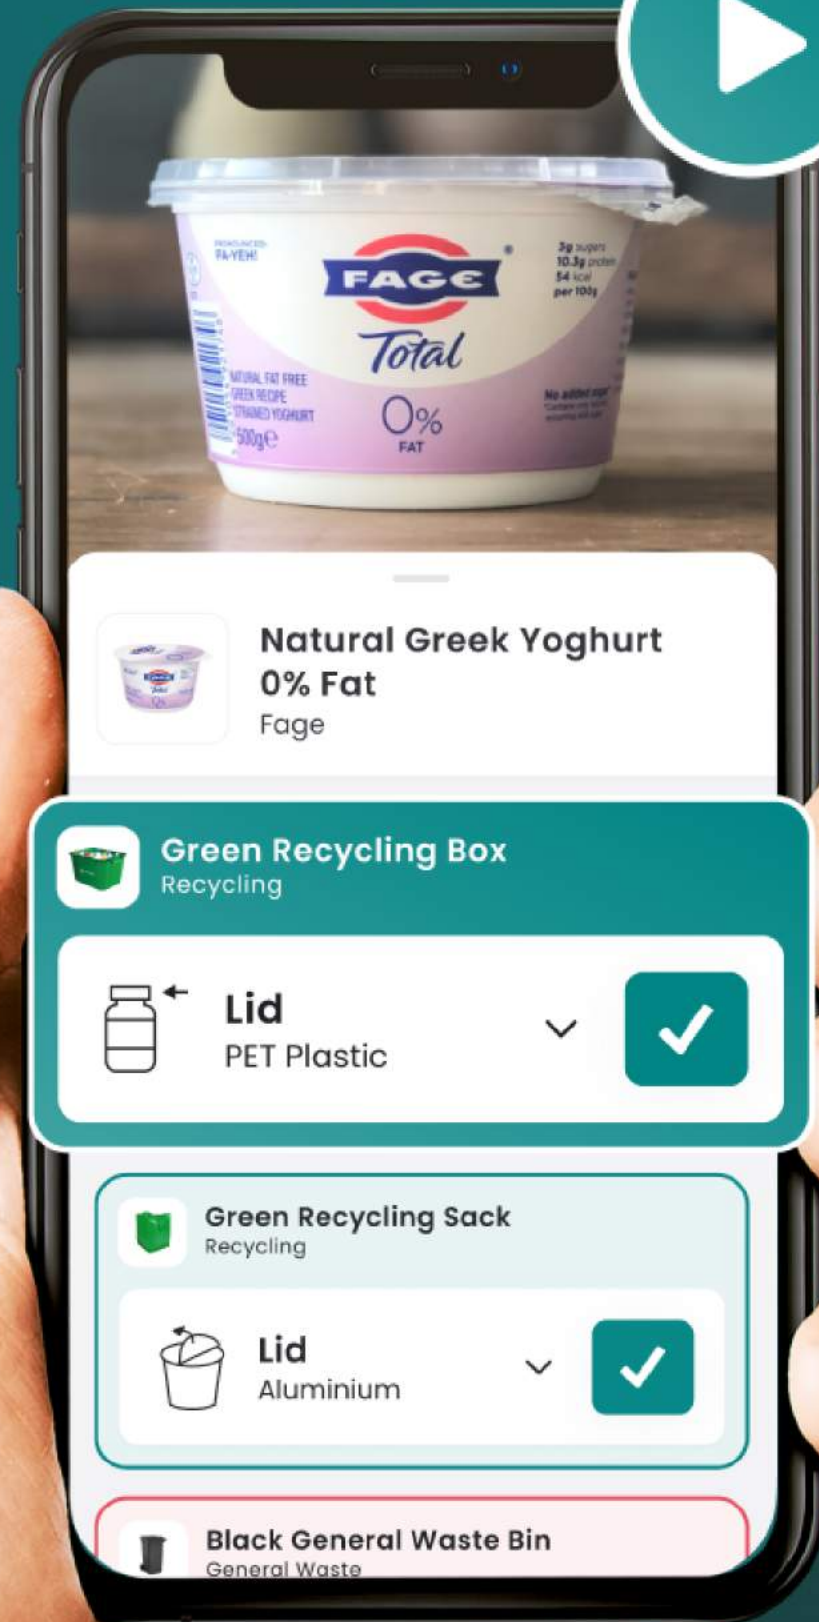 PRONOUNCED:
FA-YEH!
FAGE
Total
0%
FAT
3g sugars
10.3g protein
54 kcal
per 100g
NATURAL FAT FREE
GREEK RECIPE
STRAINED YOGHURT
500g℮
No added sugar*
Natural Greek Yoghurt
0% Fat
Fage
Green Recycling Box
Recycling
Lid
PET Plastic
Green Recycling Sack
Recycling
Lid
Aluminium
Black General Waste Bin
General Waste